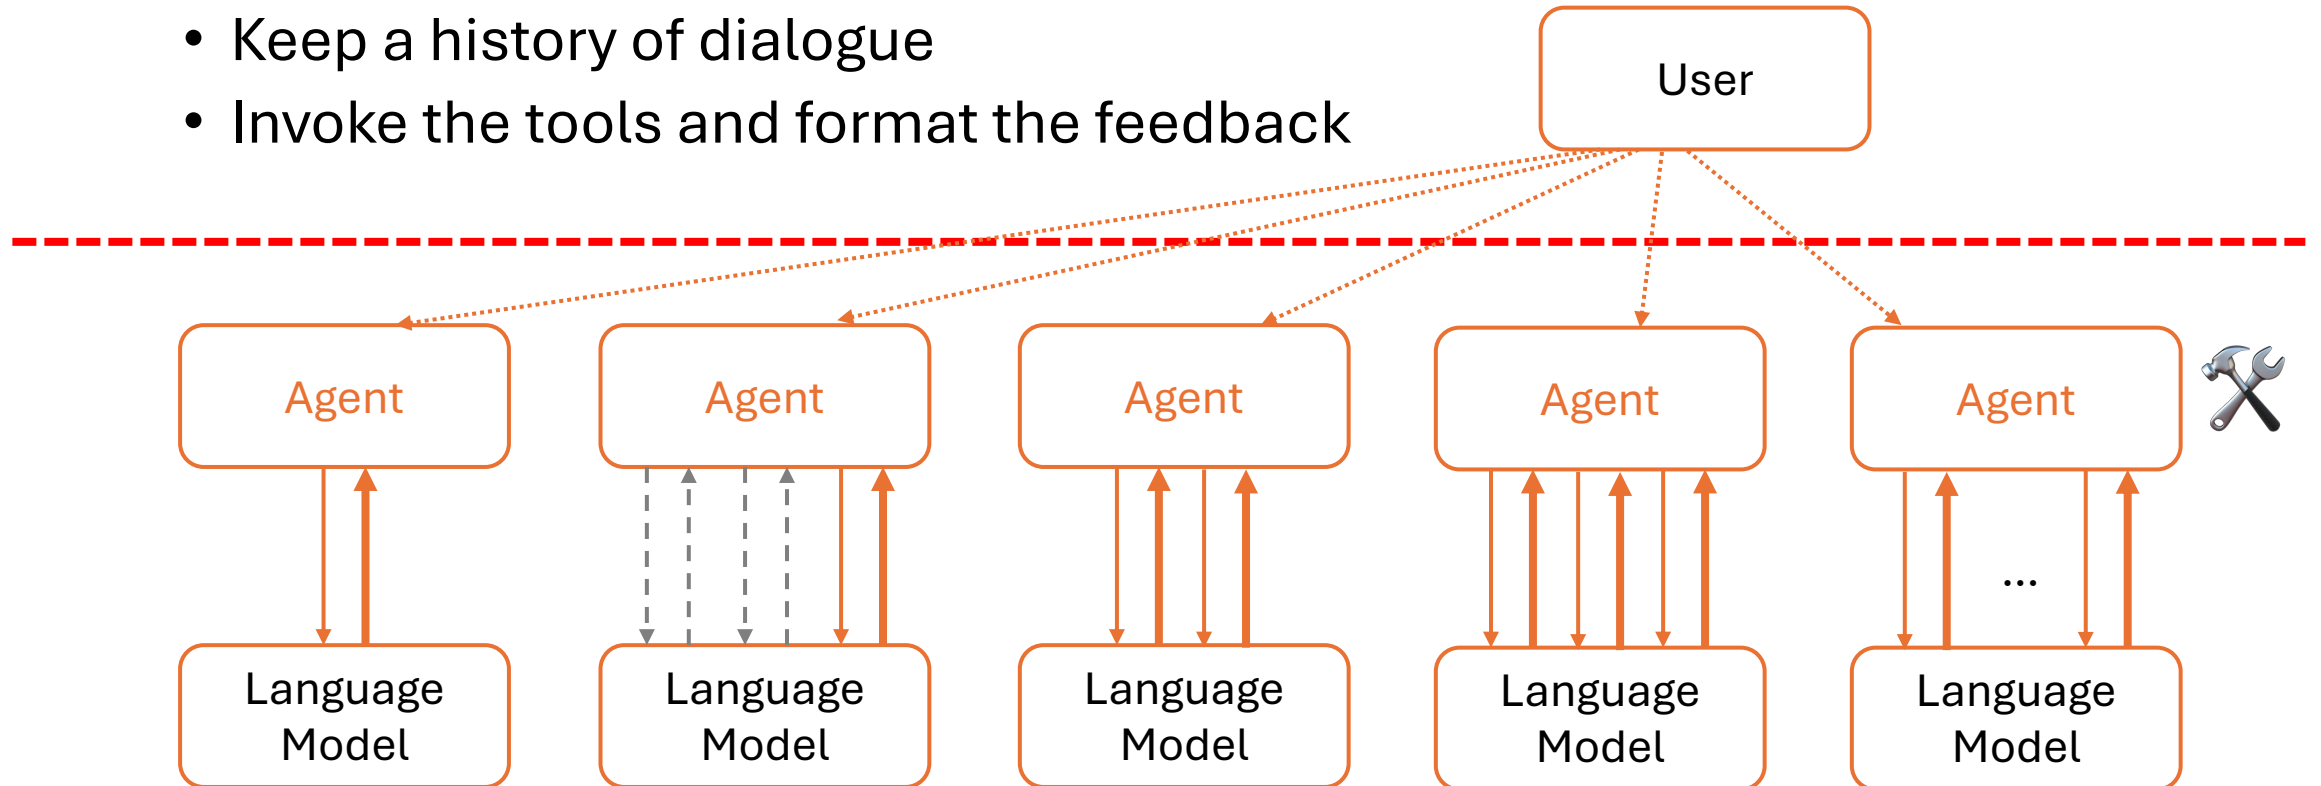 • Keep a history of dialogue
• Invoke the tools and format the feedback
User
Agent
Agent
Agent
Agent
Agent
...
Language
Model
Language
Model
Language
Model
Language
Model
Language
Model